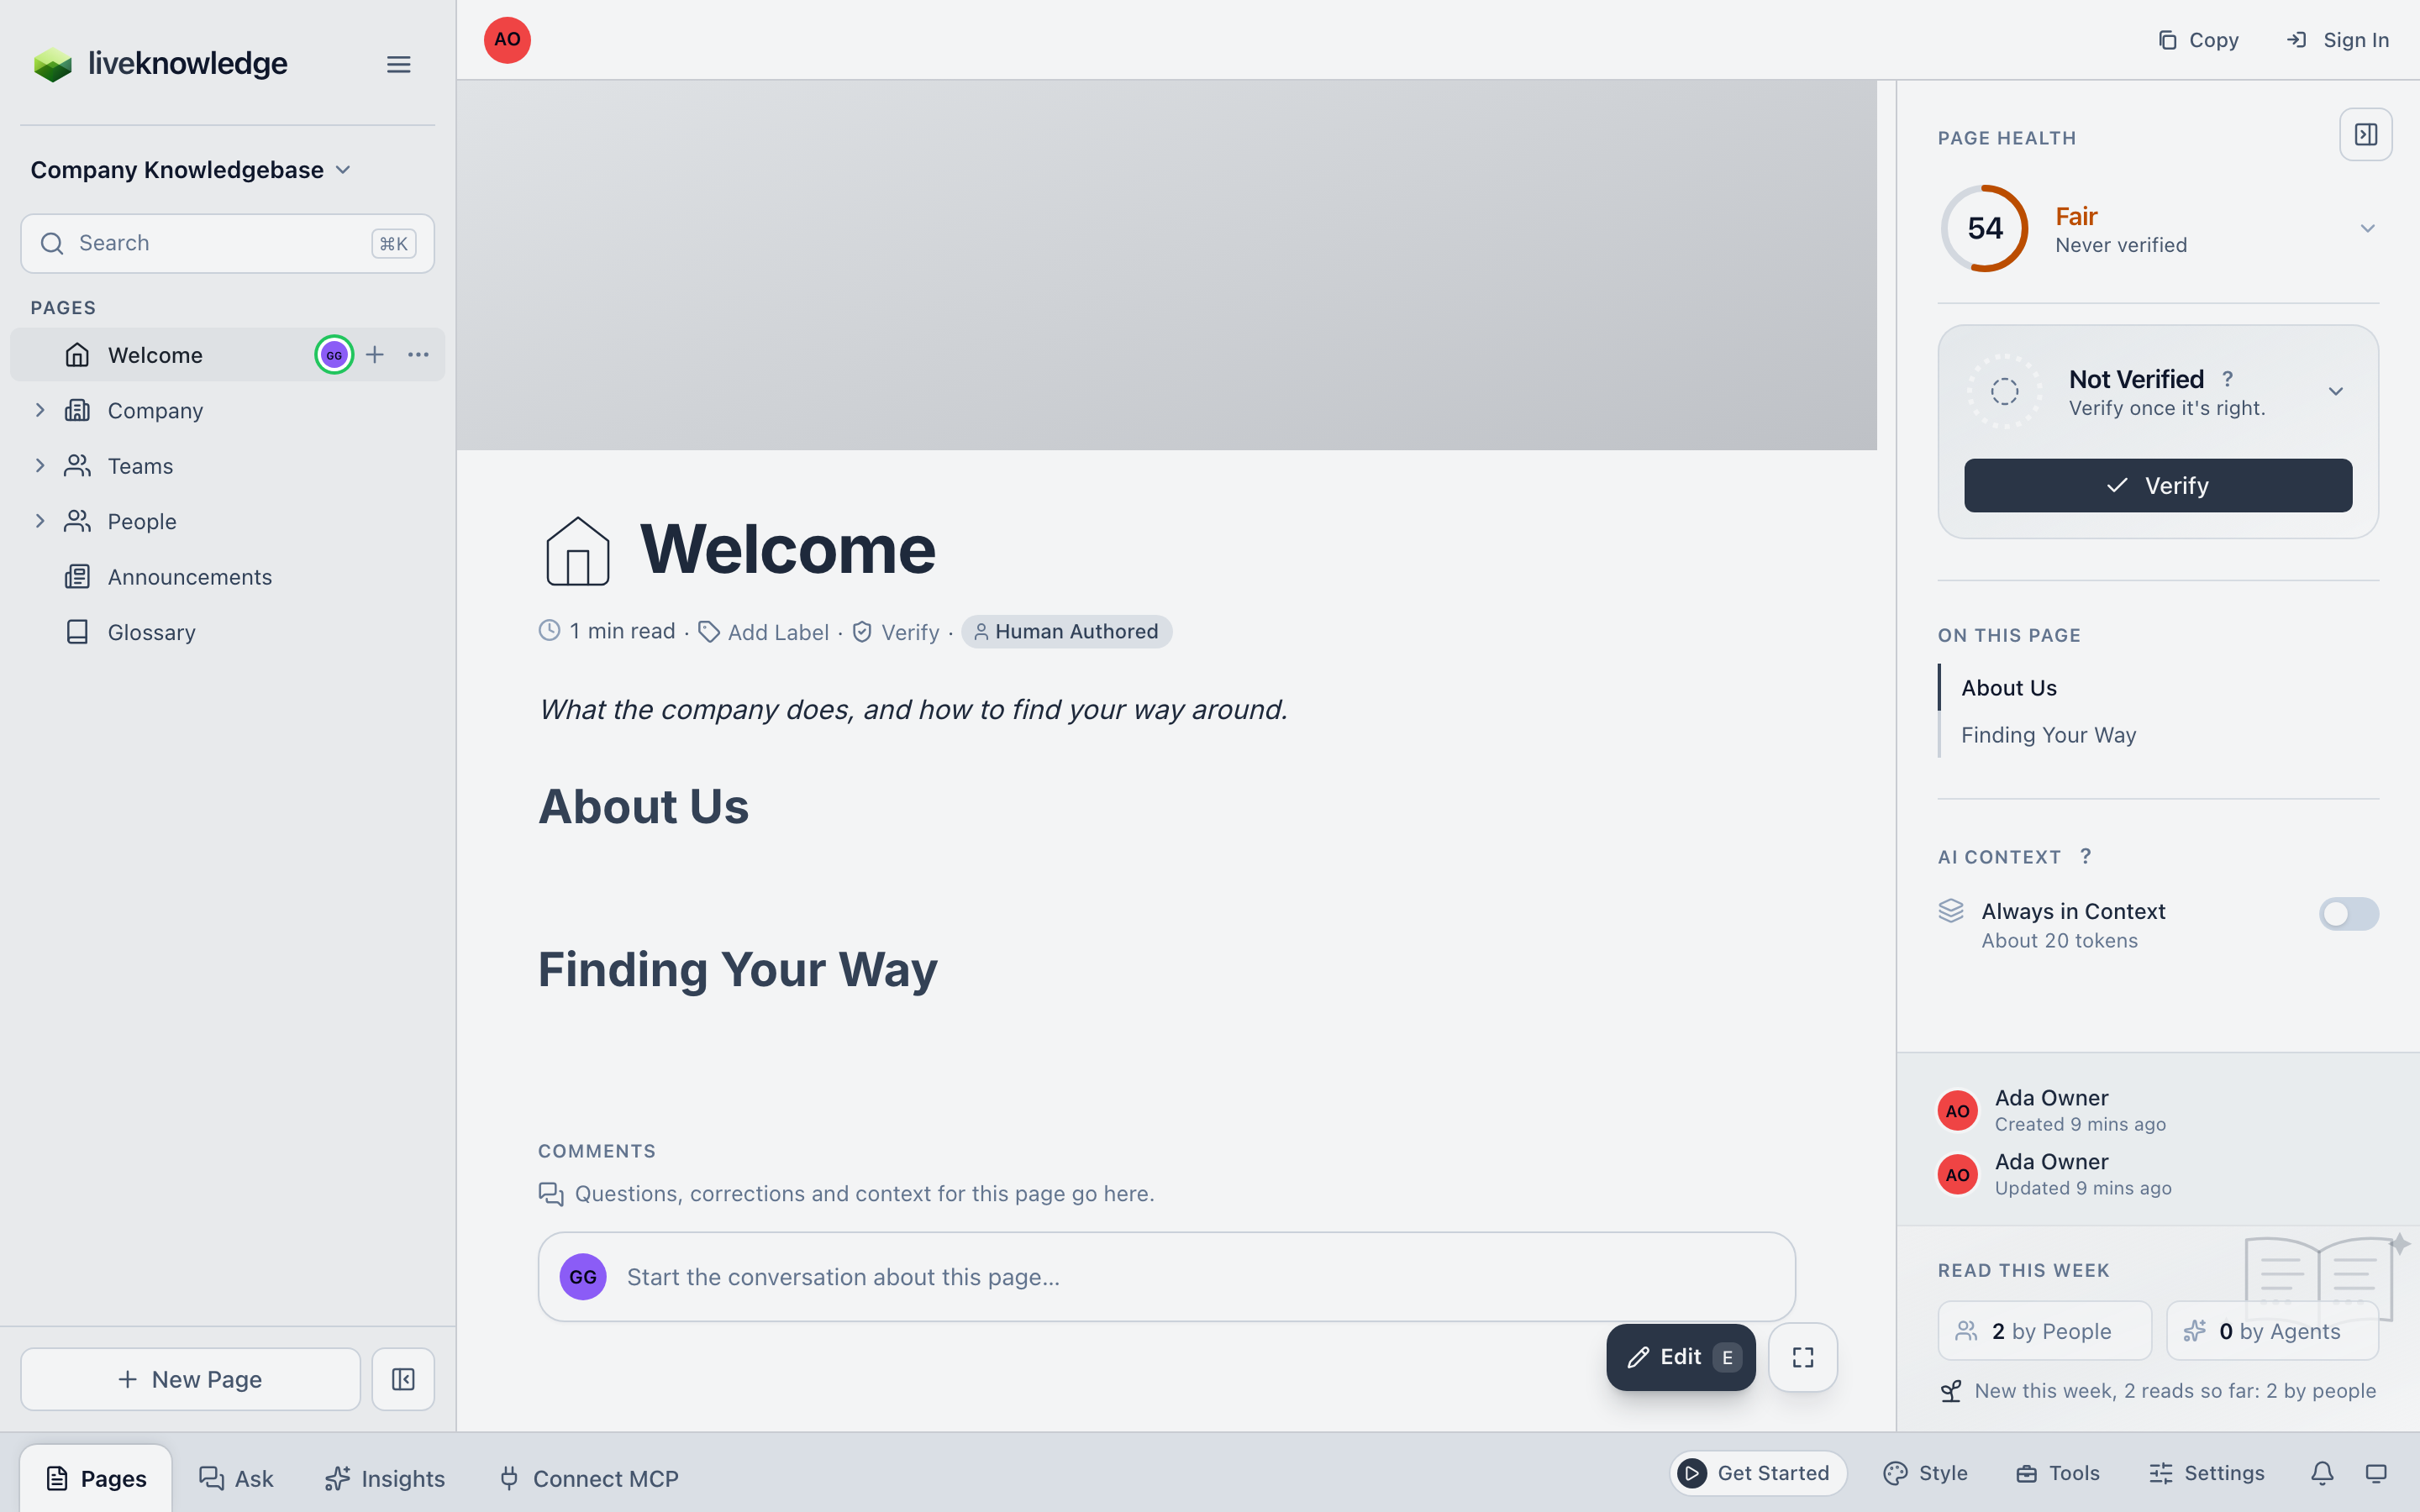 liveknowledge
Company Knowledgebase
Search ⌘K
PAGES
Welcome GG
Company
Teams
People
Announcements
Glossary
New Page
AO
Copy Sign In
Welcome
1 min read · Add Label · Verify · Human Authored
What the company does, and how to find your way around.
About Us
Finding Your Way
COMMENTS
Questions, corrections and context for this page go here.
GG Start the conversation about this page...
Edit E
PAGE HEALTH
54
Fair
Never verified
Not Verified ?
Verify once it's right.
Verify
ON THIS PAGE
About Us
Finding Your Way
AI CONTEXT ?
Always in Context
About 20 tokens
AO Ada Owner
Created 9 mins ago
AO Ada Owner
Updated 9 mins ago
READ THIS WEEK
2 by People 0 by Agents
New this week, 2 reads so far: 2 by people
Pages Ask Insights Connect MCP Get Started Style Tools Settings